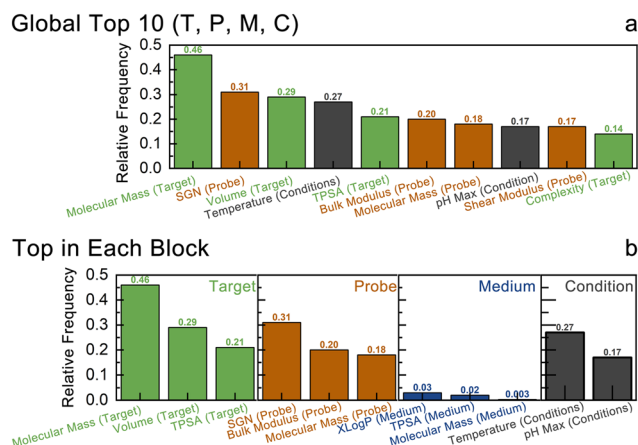 Global Top 10 (T, P, M, C)
a
Relative Frequency
0.5
0.4
0.3
0.2
0.1
0.0
0.46
0.31
0.29
0.27
0.21
0.20
0.18
0.17
0.17
0.14
Molecular Mass (Target)
SGN (Probe)
Volume (Target)
Temperature (Conditions)
TPSA (Target)
Bulk Modulus (Probe)
Molecular Mass (Probe)
pH Max (Condition)
Shear Modulus (Probe)
Complexity (Target)
Top in Each Block
b
Relative Frequency
0.5
0.4
0.3
0.2
0.1
0.0
Target
0.46
0.29
0.21
Molecular Mass (Target)
Volume (Target)
TPSA (Target)
Probe
0.31
0.20
0.18
SGN (Probe)
Bulk Modulus (Probe)
Molecular Mass (Probe)
Medium
0.03
0.02
0.003
XLogP (Medium)
TPSA (Medium)
Molecular Mass (Medium)
Condition
0.27
0.17
Temperature (Conditions)
pH Max (Conditions)